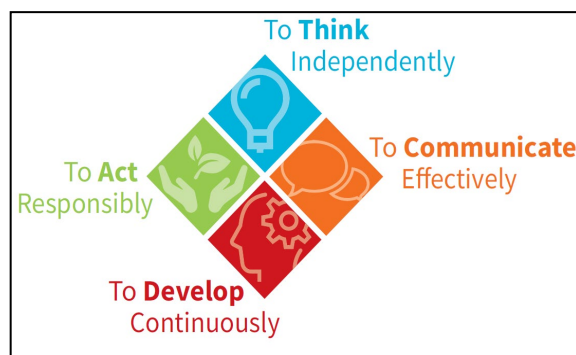 To Think
Independently
To Communicate
Effectively
To Act
Responsibly
To Develop
Continuously